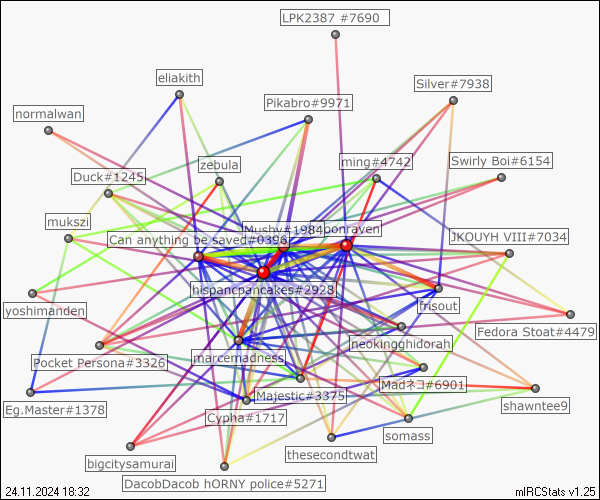 LPK2387 #7690
eliakith
Silver#7938
Pikabro#9971
normalwan
zebula
ming#4742
Swirly Boi#6154
Duck#1245
mukszi
Mushy#1984
ponraven
Can anything be saved#0396
JKOUYH VIII#7034
hispancpancakes#2928
yoshimanden
frisout
Fedora Stoat#4479
neokingghidorah
marcemadness
Pocket Persona#3326
Madネコ#6901
Majestic#3375
Eg.Master#1378
shawntee9
Cypha#1717
somass
thesecondtwat
bigcitysamurai
DacobDacob hORNY police#5271
24.11.2024 18:32
mIRCStats v1.25